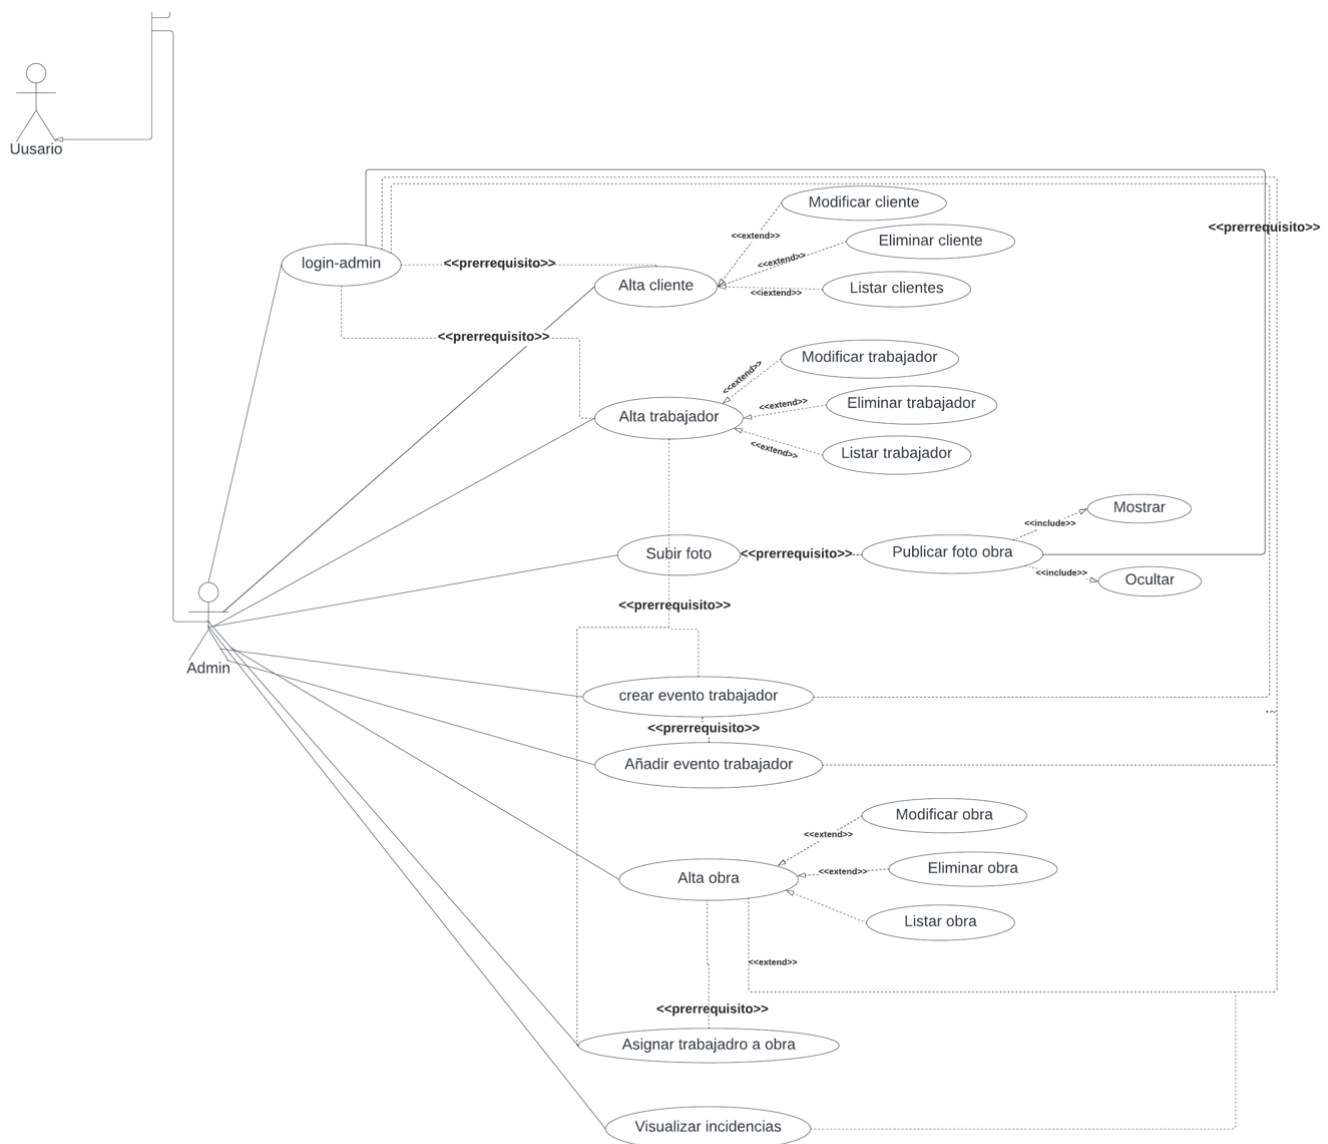 Uusario
Modificar cliente
<<prerrequisito>>
<<extend>>
Eliminar cliente
login-admin
<<prerrequisito>>
<<extend>>
Alta cliente
Listar clientes
<<iextend>>
<<prerrequisito>>
Modificar trabajador
<<extend>>
Eliminar trabajador
<<extend>>
Alta trabajador
<<extend>>
Listar trabajador
Mostrar
<<include>>
Subir foto
<<prerrequisito>>
Publicar foto obra
<<include>>
Ocultar
<<prerrequisito>>
Admin
crear evento trabajador
<<prerrequisito>>
Añadir evento trabajador
Modificar obra
<<extend>>
Eliminar obra
<<extend>>
Alta obra
Listar obra
<<extend>>
<<prerrequisito>>
Asignar trabajadro a obra
Visualizar incidencias